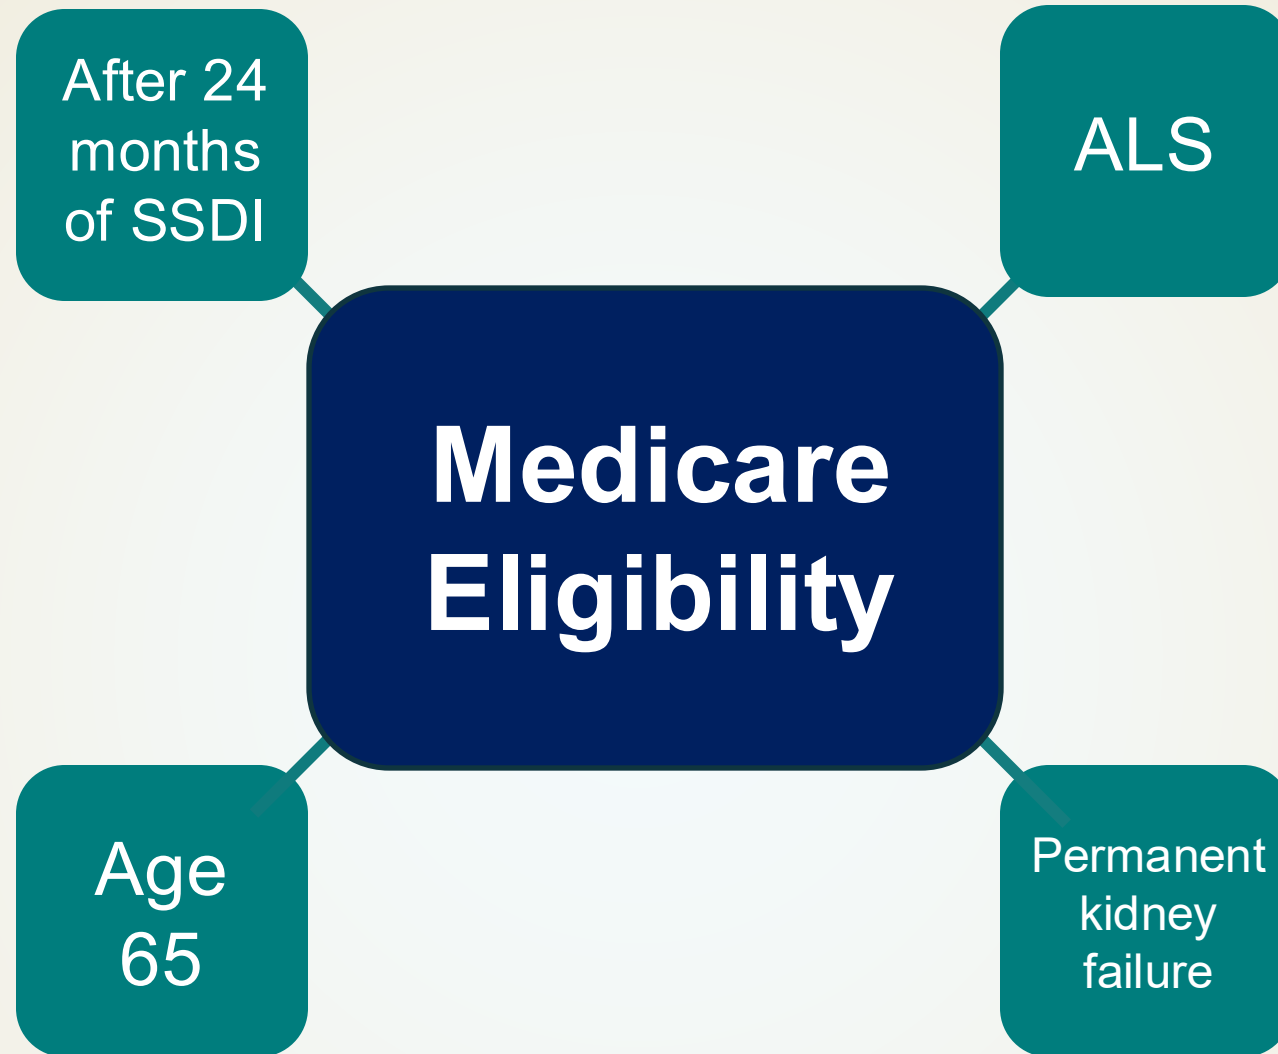 After 24
months
of SSDI
ALS
Medicare
Eligibility
Age
65
Permanent
kidney
failure